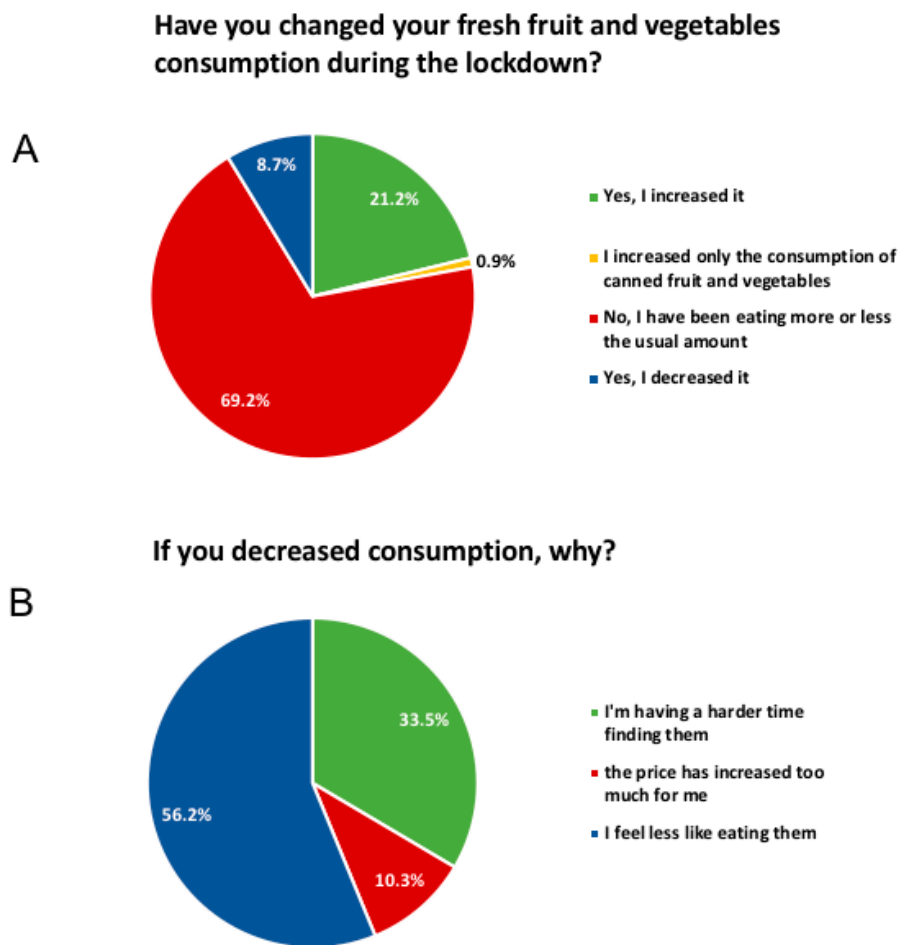 Have you changed your fresh fruit and vegetables
consumption during the lockdown?
A
8.7%
21.2%
0.9%
69.2%
Yes, I increased it
I increased only the consumption of
canned fruit and vegetables
No, I have been eating more or less
the usual amount
Yes, I decreased it
If you decreased consumption, why?
B
33.5%
56.2%
10.3%
I'm having a harder time
finding them
the price has increased too
much for me
I feel less like eating them